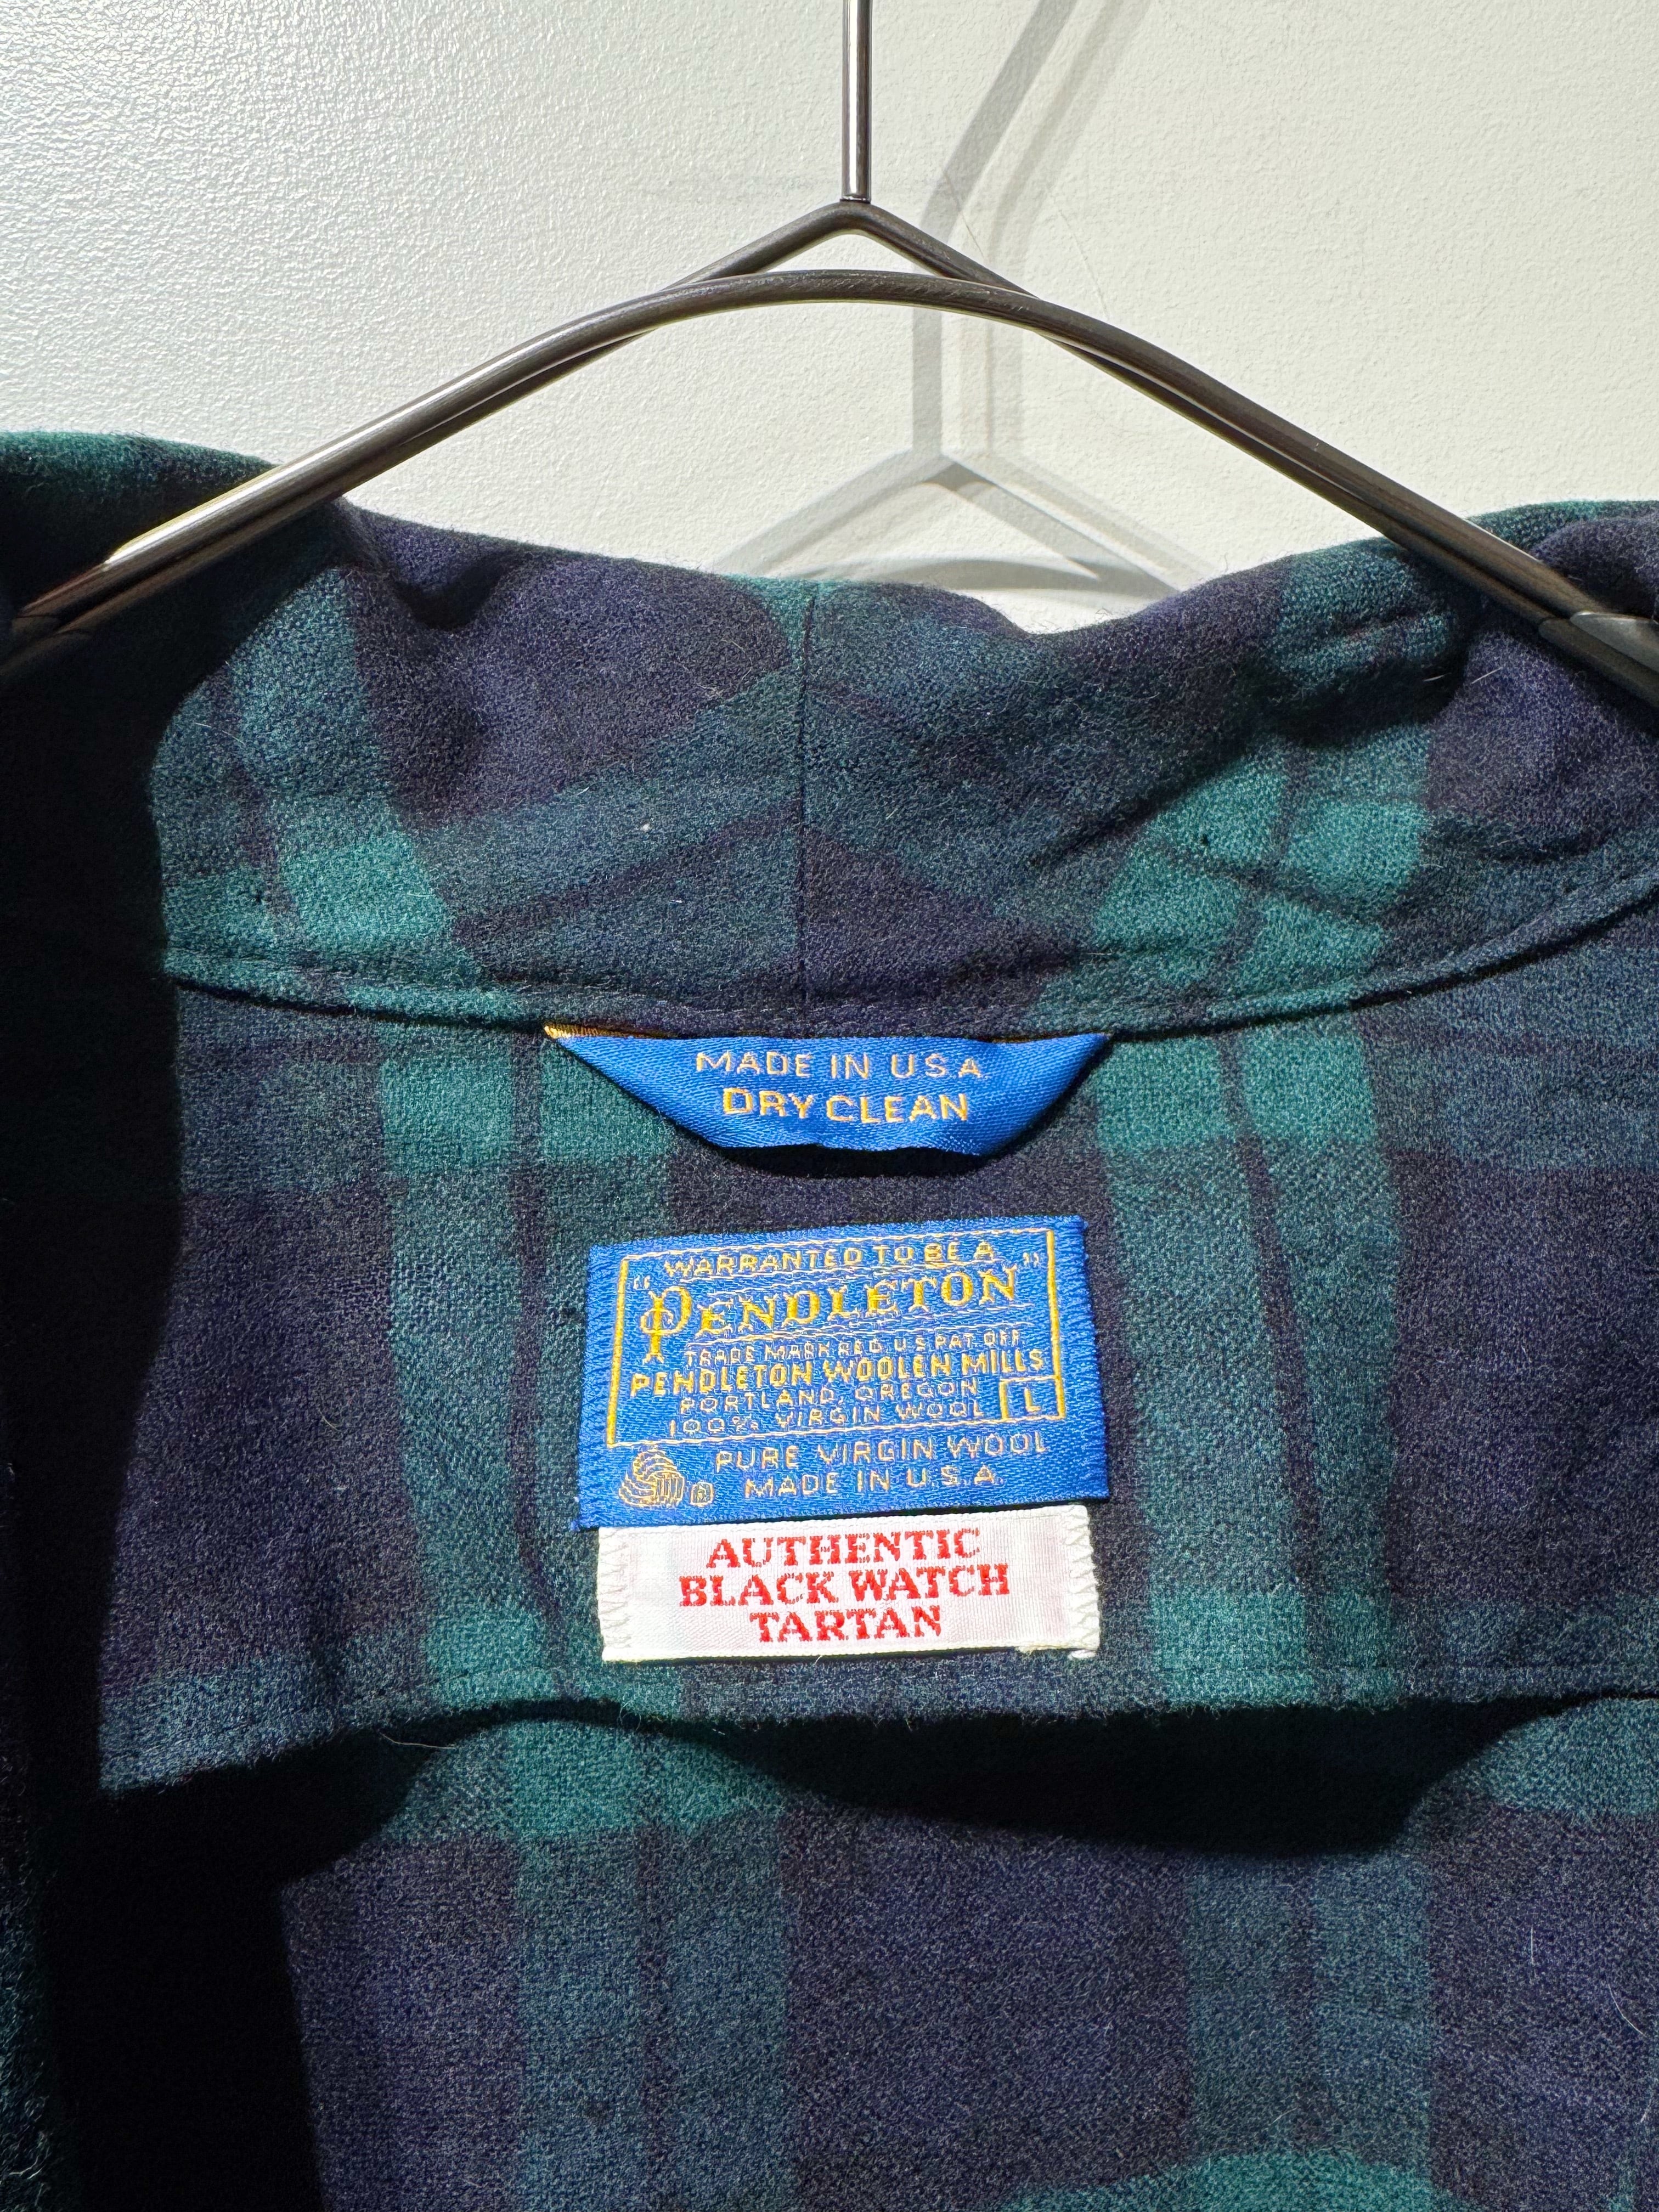 MADE IN U.S.A.
DRY CLEAN
"WARRANTED TO BE A
PENDLETON"
TRADE MARK REG. U.S. PAT. OFF.
PENDLETON WOOLEN MILLS
PORTLAND, OREGON
100% VIRGIN WOOL L
PURE VIRGIN WOOL
® MADE IN U.S.A.
AUTHENTIC
BLACK WATCH
TARTAN